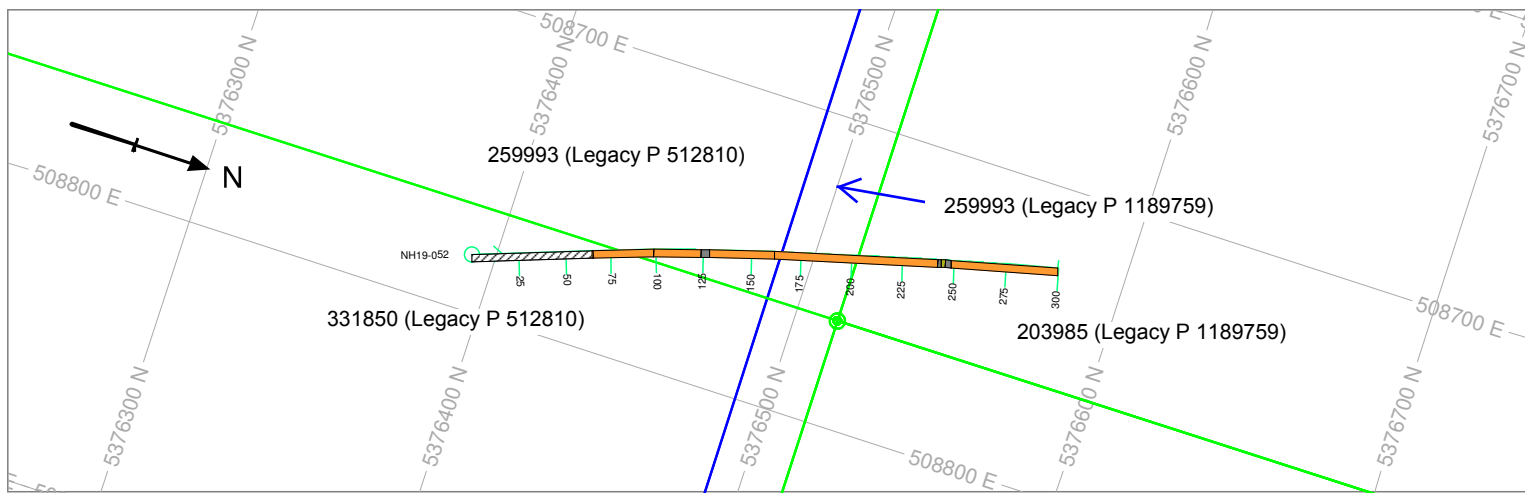 508700 E
5376300 N
5376400 N
5376500 N
5376600 N
5376700 N
508800 E
N
259993 (Legacy P 512810)
259993 (Legacy P 1189759)
NH19-052
25
50
75
100
125
150
175
200
225
250
275
300
331850 (Legacy P 512810)
203985 (Legacy P 1189759)
508700 E
5376300 N
5376400 N
5376500 N
5376600 N
5376700 N
508800 E